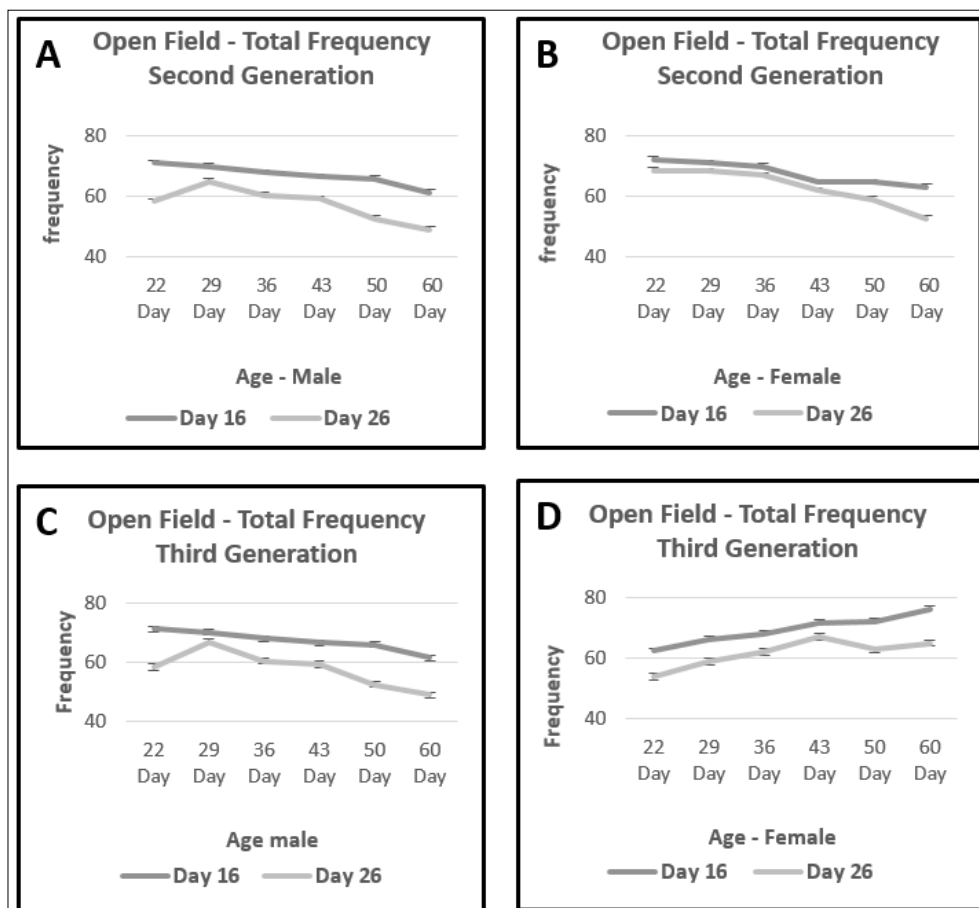 A
Open Field - Total Frequency
Second Generation
frequency
80
60
40
22 29 36 43 50 60
Day Day Day Day Day Day
Age - Male
Day 16 Day 26
B
Open Field - Total Frequency
Second Generation
frequency
80
60
40
22 29 36 43 50 60
Day Day Day Day Day Day
Age - Female
Day 16 Day 26
C
Open Field - Total Frequency
Third Generation
Frequency
80
60
40
22 29 36 43 50 60
Day Day Day Day Day Day
Age male
Day 16 Day 26
D
Open Field - Total Frequency
Third Generation
Frequency
80
60
40
22 29 36 43 50 60
Day Day Day Day Day Day
Age - Female
Day 16 Day 26